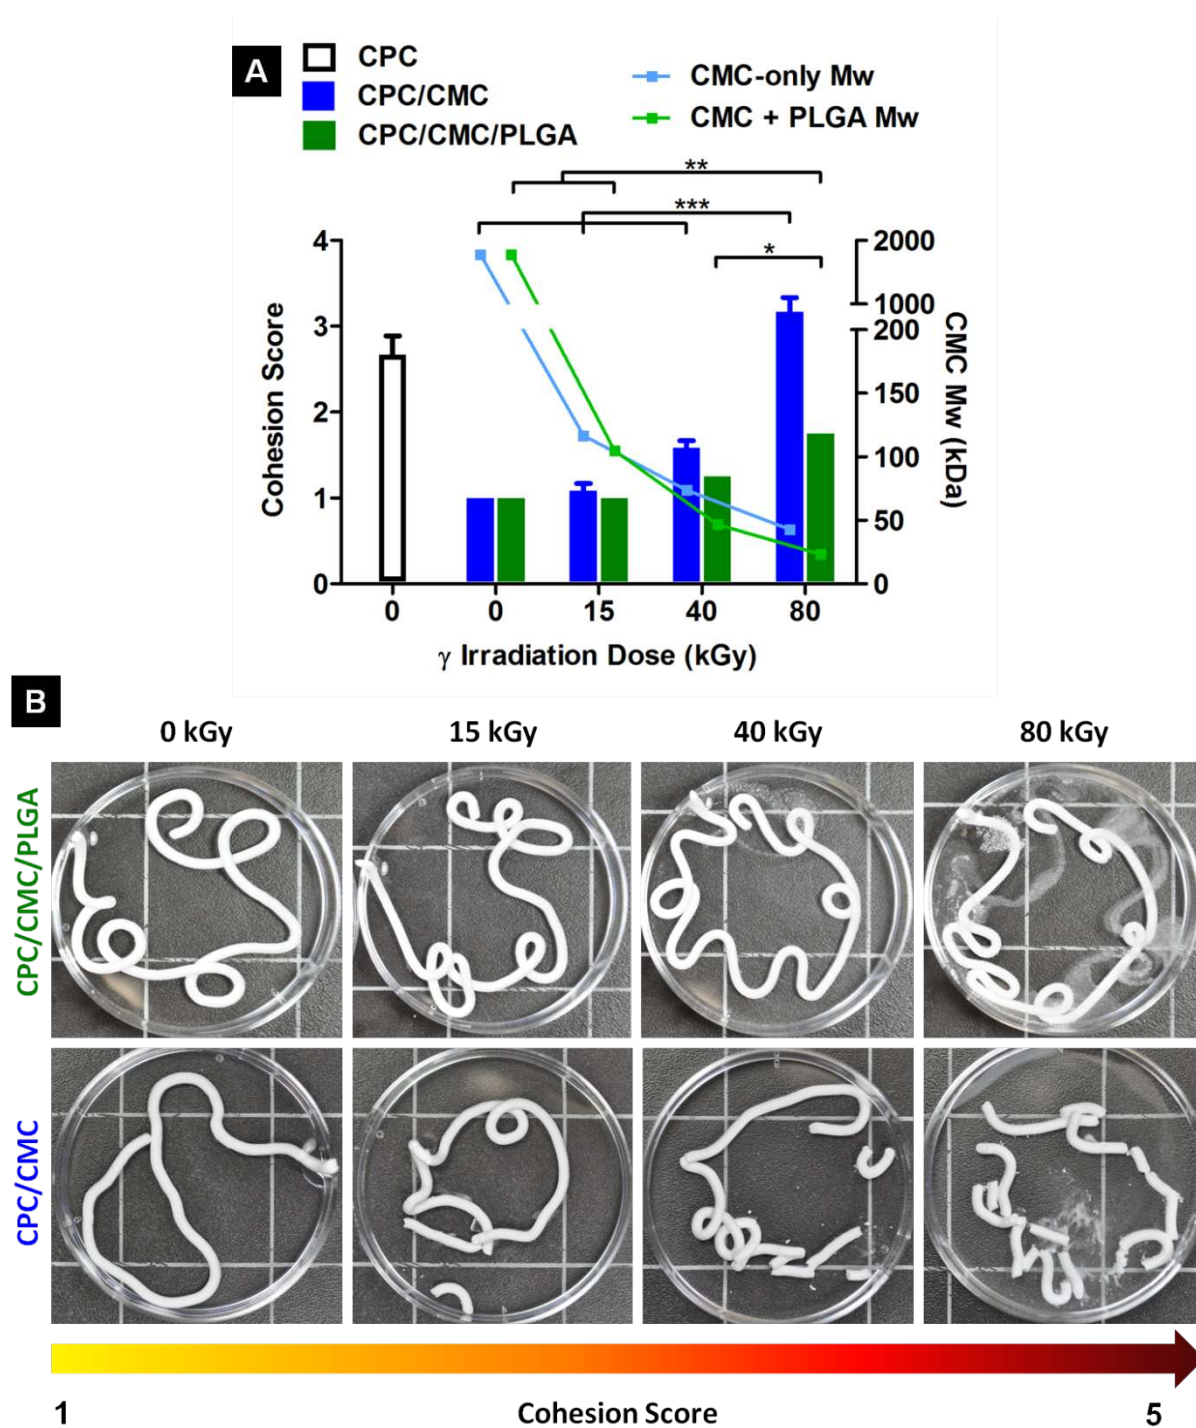 A
CPC
CPC/CMC
CPC/CMC/PLGA
CMC-only Mw
CMC + PLGA Mw
**
***
*
4
3
2
1
0
Cohesion Score
2000
1000
200
150
100
50
0
CMC Mw (kDa)
0 0 15 40 80
γ Irradiation Dose (kGy)
B
0 kGy 15 kGy 40 kGy 80 kGy
CPC/CMC/PLGA
CPC/CMC
1 Cohesion Score 5